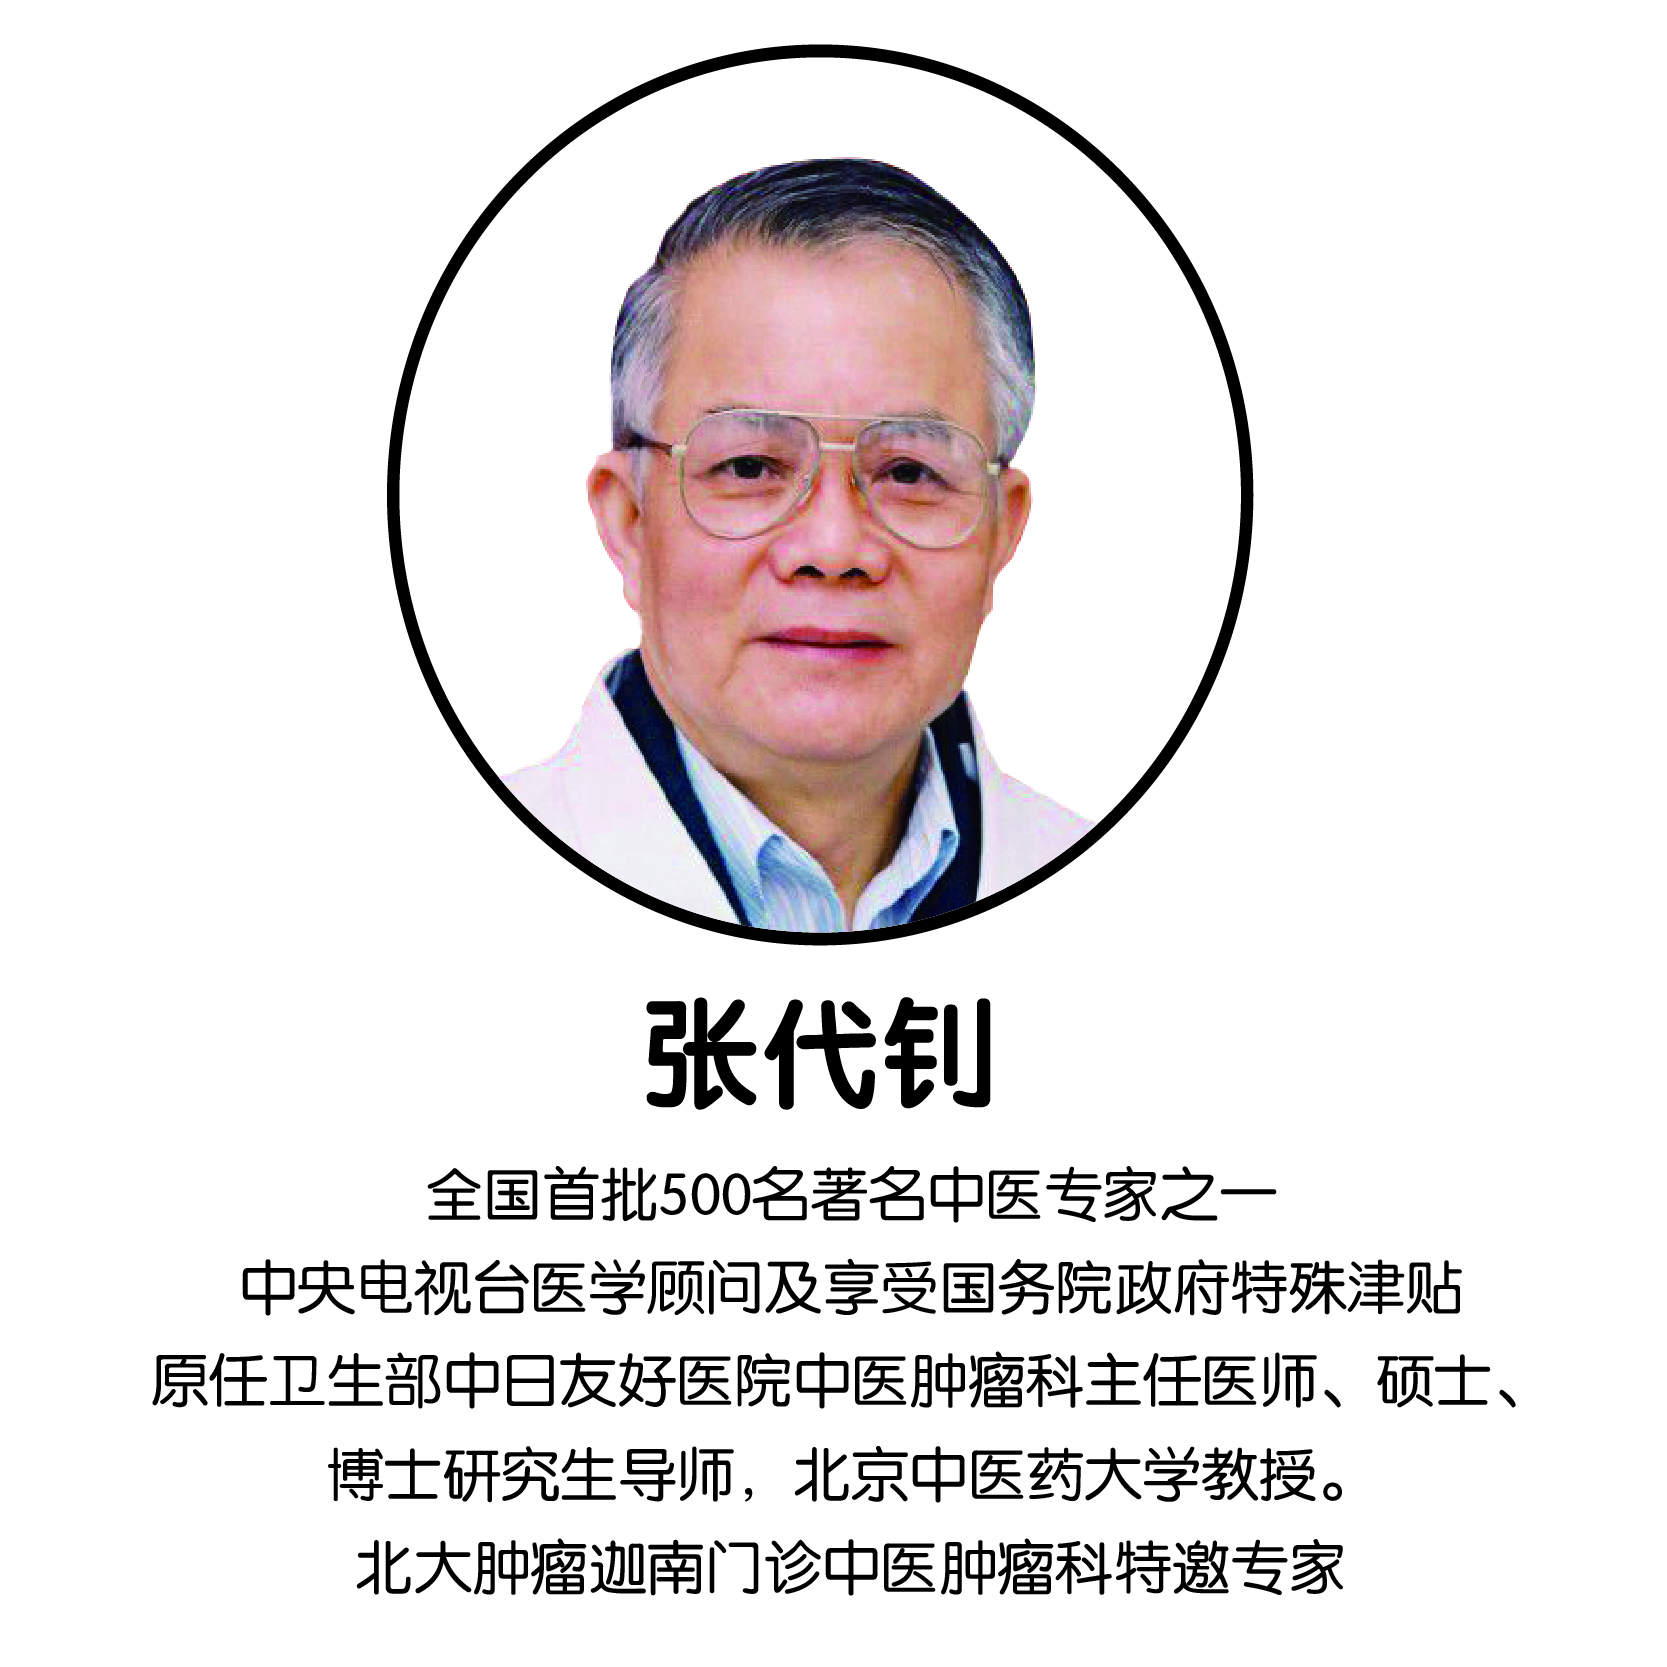 张代钊
全国首批500名著名中医专家之一
中央电视台医学顾问及享受国务院政府特殊津贴
原任卫生部中日友好医院中医肿瘤科主任医师、硕士、
博士研究生导师，北京中医药大学教授。
北大肿瘤迦南门诊中医肿瘤科特邀专家